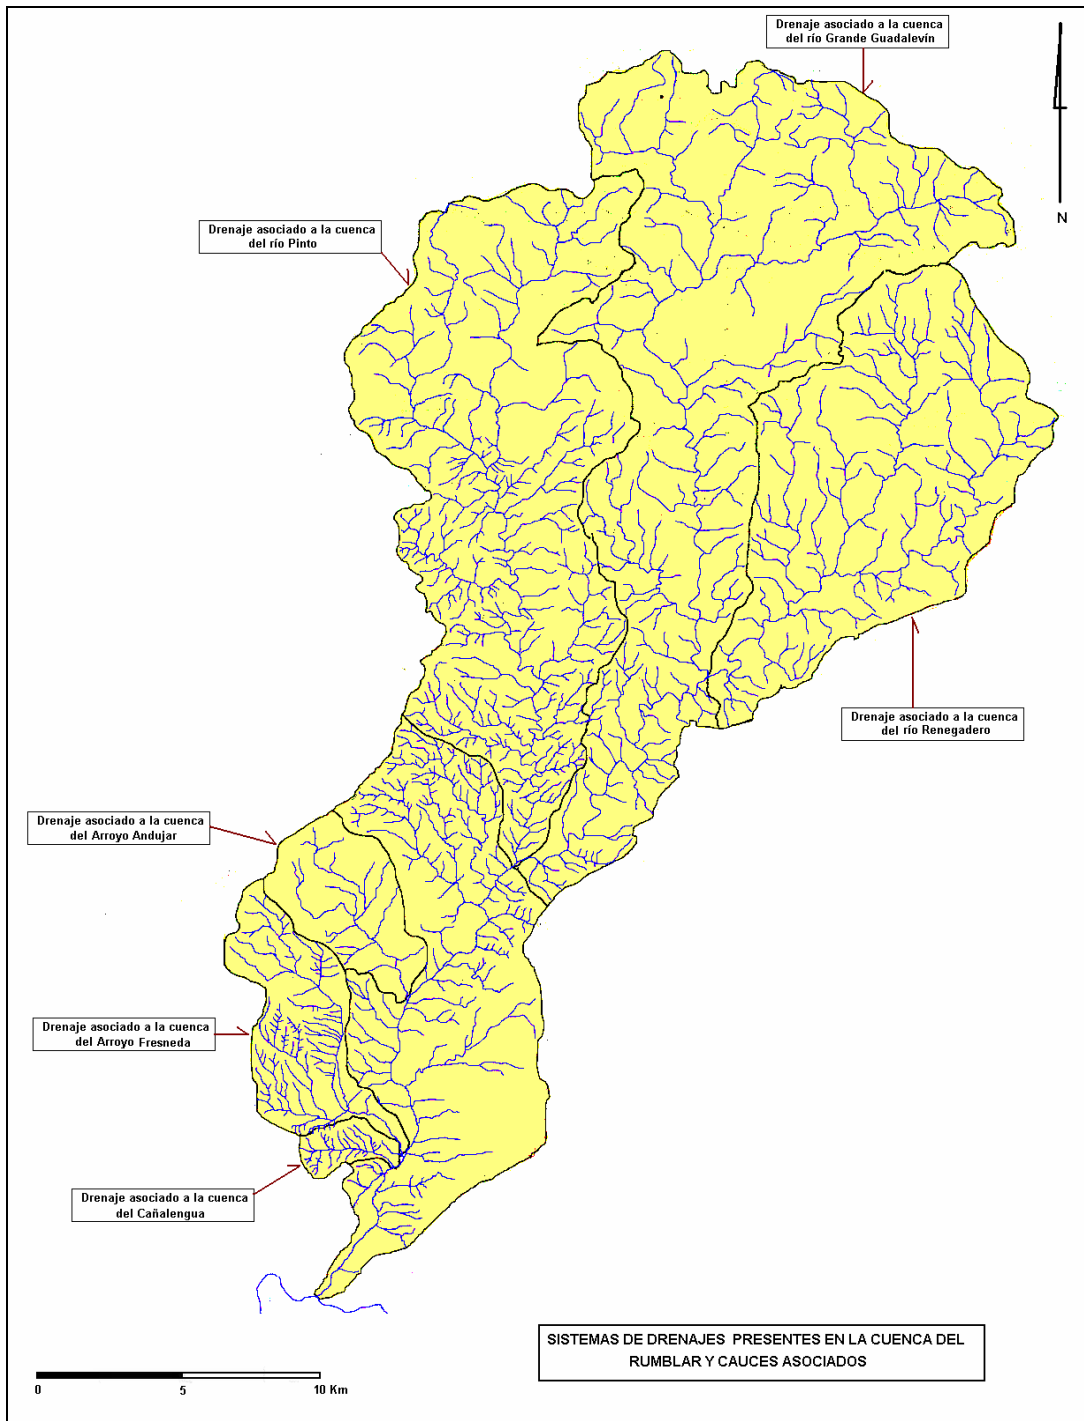 Drenaje asociado a la cuenca
del río Grande Guadalevín
N
Drenaje asociado a la cuenca
del río Pinto
Drenaje asociado a la cuenca
del río Renegadero
Drenaje asociado a la cuenca
del Arroyo Andujar
Drenaje asociado a la cuenca
del Arroyo Fresneda
Drenaje asociado a la cuenca
del Cañalengua
SISTEMAS DE DRENAJES PRESENTES EN LA CUENCA DEL
RUMBLAR Y CAUCES ASOCIADOS
0 5 10 Km